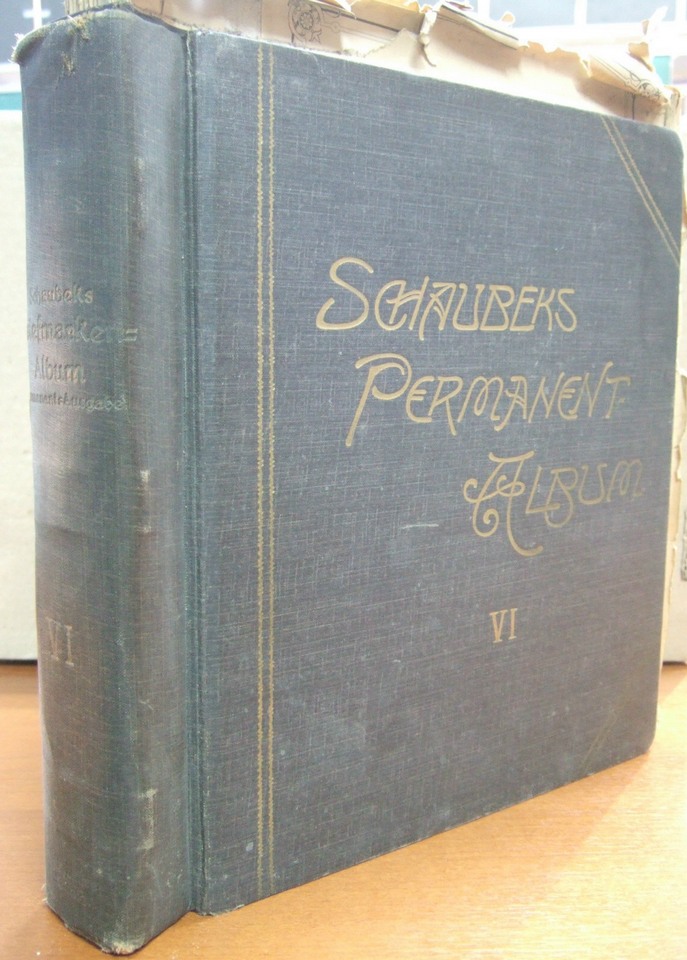 Schaubeks
Album
VI
SCHAUBEKS
PERMANENT-
ALBUM
VI